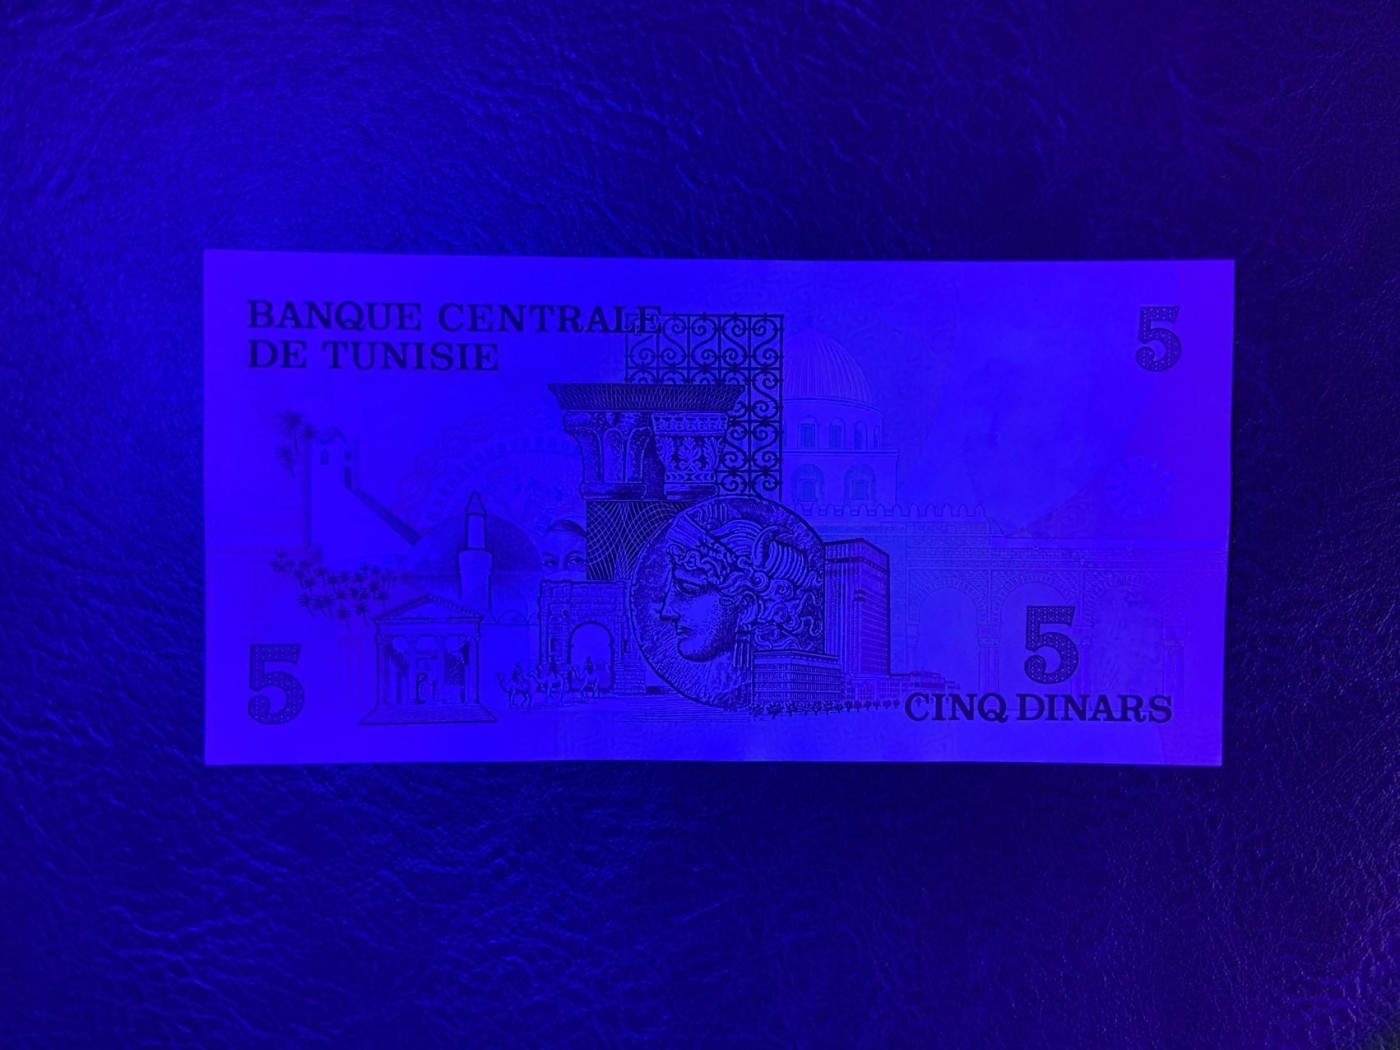 BANQUE CENTRALE
DE TUNISIE
5
5
5
CINQ DINARS